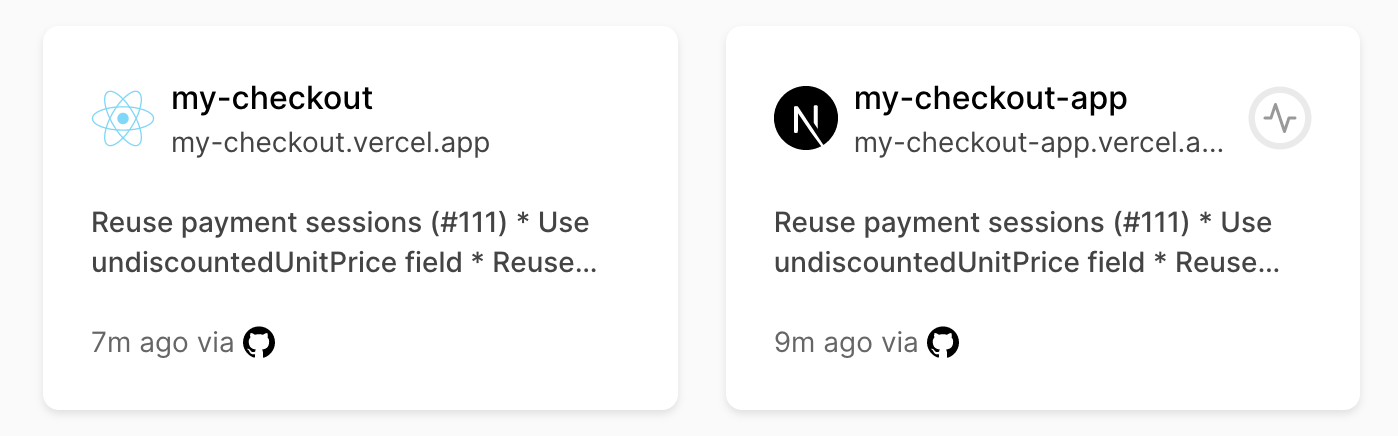 my-checkout
my-checkout.vercel.app
Reuse payment sessions (#111) * Use
undiscountedUnitPrice field * Reuse...
7m ago via
my-checkout-app
my-checkout-app.vercel.a...
Reuse payment sessions (#111) * Use
undiscountedUnitPrice field * Reuse...
9m ago via